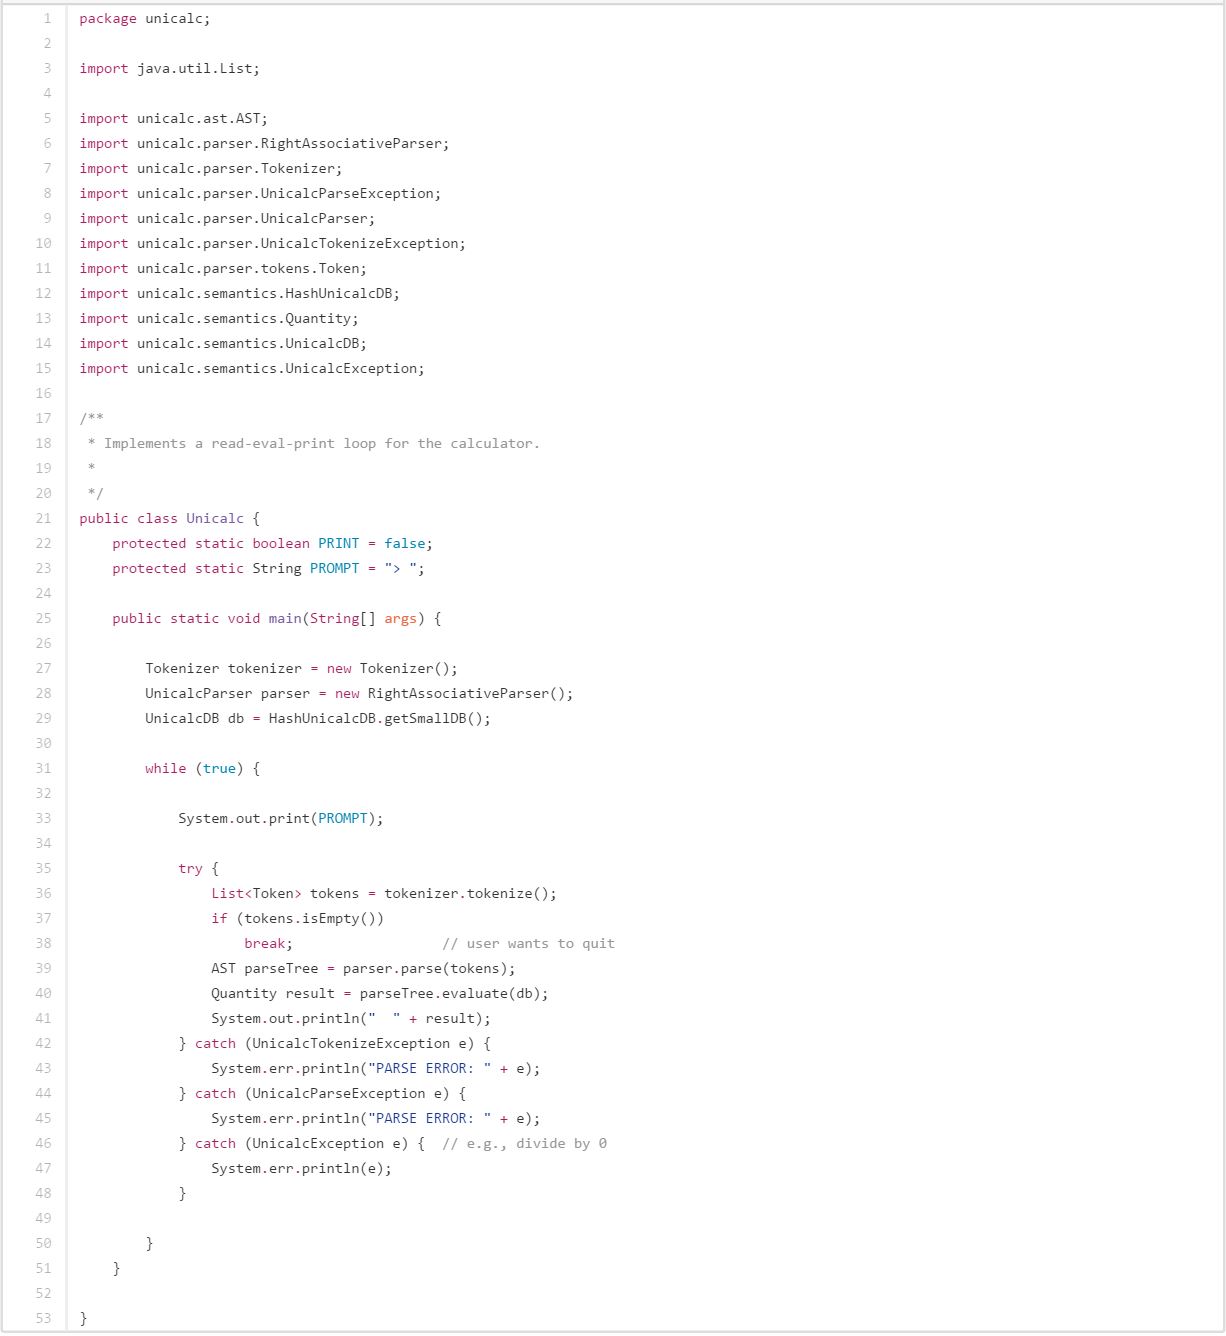 1 package unicalc;
2
3 import java.util.List;
4
5 import unicalc.ast.AST;
6 import unicalc.parser.RightAssociativeParser;
7 import unicalc.parser.Tokenizer;
8 import unicalc.parser.UnicalcParseException;
9 import unicalc.parser.UnicalcParser;
10 import unicalc.parser.UnicalcTokenizeException;
11 import unicalc.parser.tokens.Token;
12 import unicalc.semantics.HashUnicalcDB;
13 import unicalc.semantics.Quantity;
14 import unicalc.semantics.UnicalcDB;
15 import unicalc.semantics.UnicalcException;
16
17 /**
18  * Implements a read-eval-print loop for the calculator.
19  *
20  */
21 public class Unicalc {
22     protected static boolean PRINT = false;
23     protected static String PROMPT = "> ";
24
25     public static void main(String[] args) {
26
27         Tokenizer tokenizer = new Tokenizer();
28         UnicalcParser parser = new RightAssociativeParser();
29         UnicalcDB db = HashUnicalcDB.getSmallDB();
30
31         while (true) {
32
33             System.out.print(PROMPT);
34
35             try {
36                 List<Token> tokens = tokenizer.tokenize();
37                 if (tokens.isEmpty())
38                     break;                  // user wants to quit
39                 AST parseTree = parser.parse(tokens);
40                 Quantity result = parseTree.evaluate(db);
41                 System.out.println("  " + result);
42             } catch (UnicalcTokenizeException e) {
43                 System.err.println("PARSE ERROR: " + e);
44             } catch (UnicalcParseException e) {
45                 System.err.println("PARSE ERROR: " + e);
46             } catch (UnicalcException e) {  // e.g., divide by 0
47                 System.err.println(e);
48             }
49
50         }
51     }
52
53 }